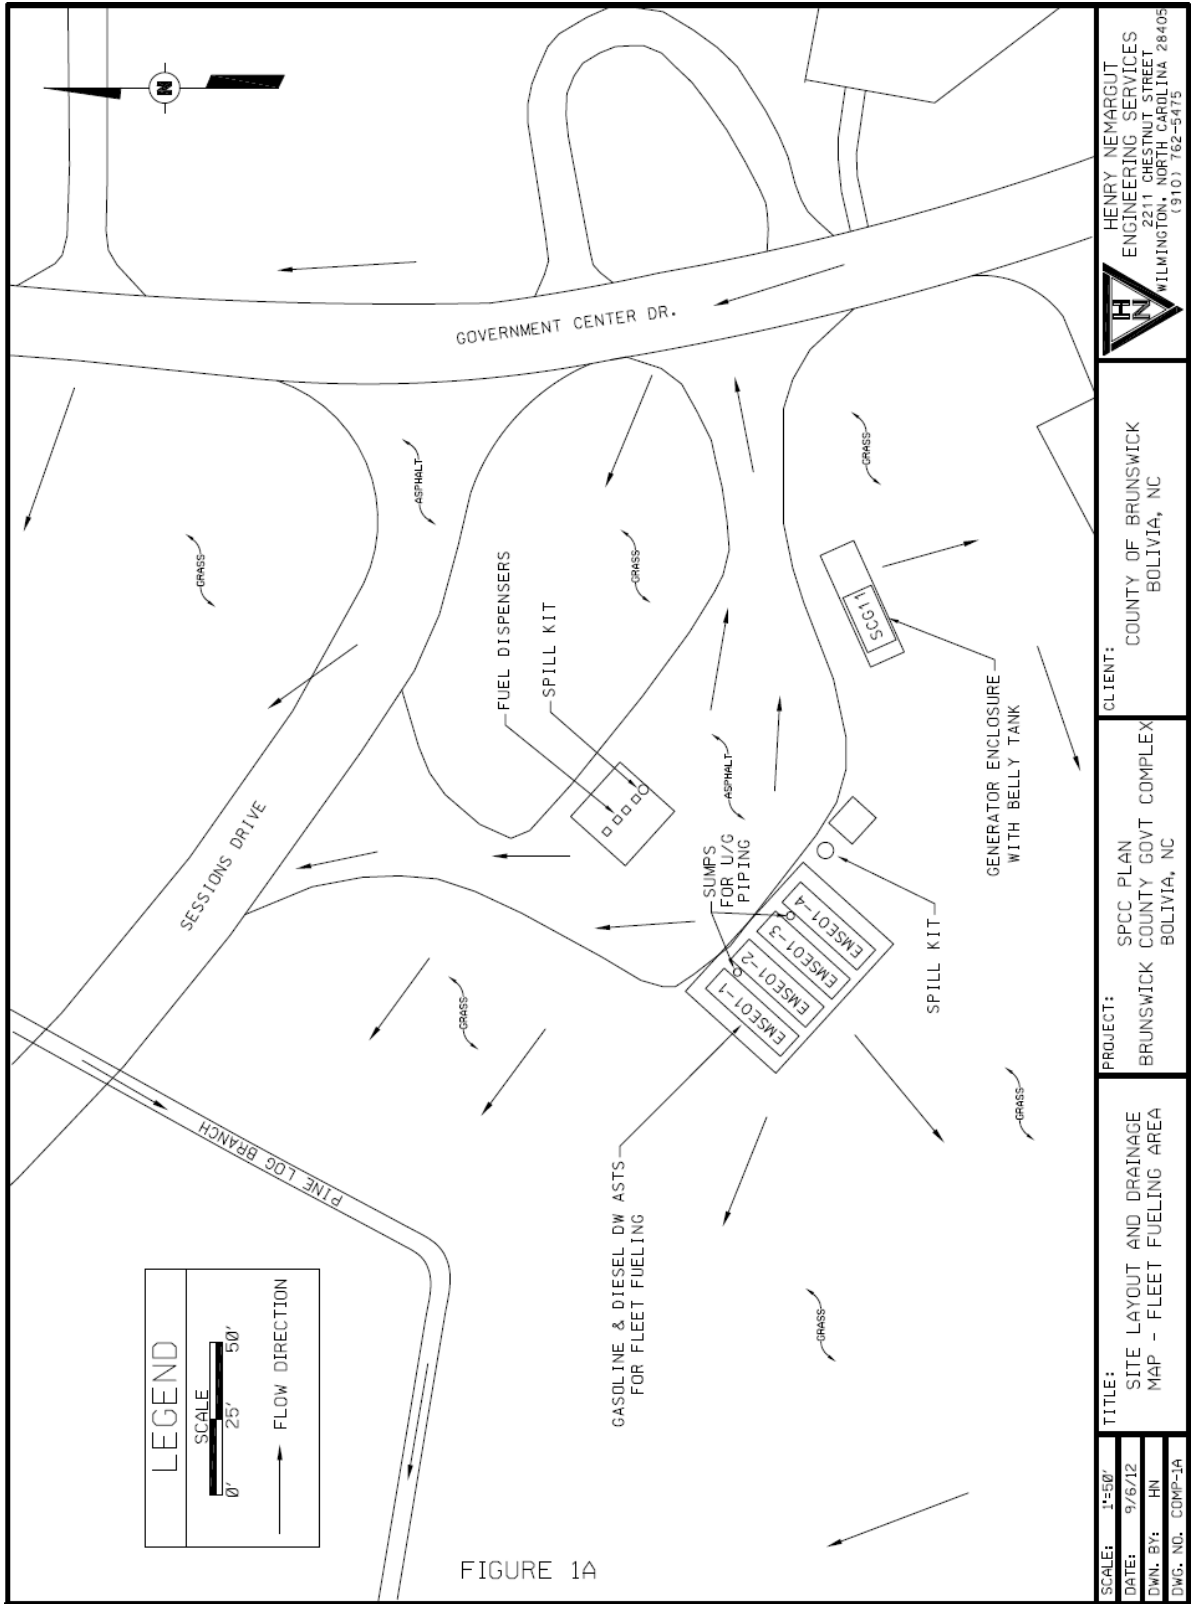 N
GOVERNMENT CENTER DR.
GRASS
ASPHALT
GRASS
GRASS
FUEL DISPENSERS
SPILL KIT
SCG11
SESSIONS DRIVE
ASPHALT
GENERATOR ENCLOSURE
WITH BELLY TANK
SUMPS
FOR U/G
PIPING
EMSE01-1
EMSE01-2
EMSE01-3
EMSE01-4
SPILL KIT
GRASS
GRASS
PINE LOG BRANCH
GASOLINE & DIESEL DW ASTS
FOR FLEET FUELING
GRASS
LEGEND
SCALE
0' 25' 50'
FLOW DIRECTION
FIGURE 1A
SCALE: 1"=50'
DATE: 9/6/12
DWN. BY: HN
DWG. NO. COMP-1A
TITLE:
SITE LAYOUT AND DRAINAGE
MAP - FLEET FUELING AREA
PROJECT:
SPCC PLAN
BRUNSWICK COUNTY GOVT COMPLEX
BOLIVIA, NC
CLIENT:
COUNTY OF BRUNSWICK
BOLIVIA, NC
HN
HENRY NEMARGUT
ENGINEERING SERVICES
2211 CHESTNUT STREET
WILMINGTON, NORTH CAROLINA 28405
(910) 762-5475